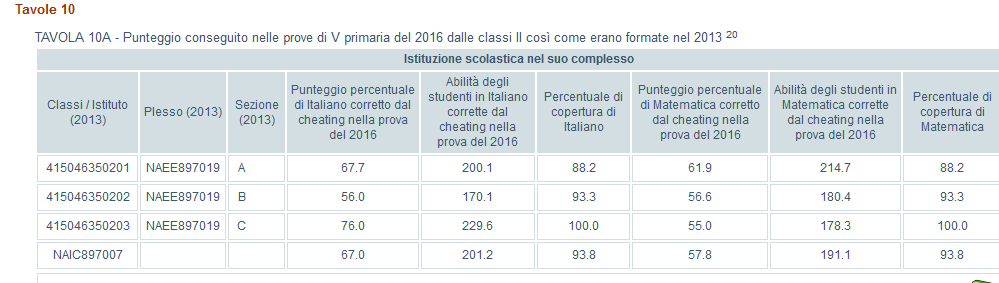 Tavole 10
TAVOLA 10A - Punteggio conseguito nelle prove di V primaria del 2016 dalle classi II così come erano formate nel 2013 20
Istituzione scolastica nel suo complesso
Classi / Istituto (2013) Plesso (2013) Sezione (2013) Punteggio percentuale di Italiano corretto dal cheating nella prova del 2016 Abilità degli studenti in Italiano corrette dal cheating nella prova del 2016 Percentuale di copertura di Italiano Punteggio percentuale di Matematica corretto dal cheating nella prova del 2016 Abilità degli studenti in Matematica corrette dal cheating nella prova del 2016 Percentuale di copertura di Matematica
415046350201 NAEE897019 A 67.7 200.1 88.2 61.9 214.7 88.2
415046350202 NAEE897019 B 56.0 170.1 93.3 56.6 180.4 93.3
415046350203 NAEE897019 C 76.0 229.6 100.0 55.0 178.3 100.0
NAIC897007 67.0 201.2 93.8 57.8 191.1 93.8